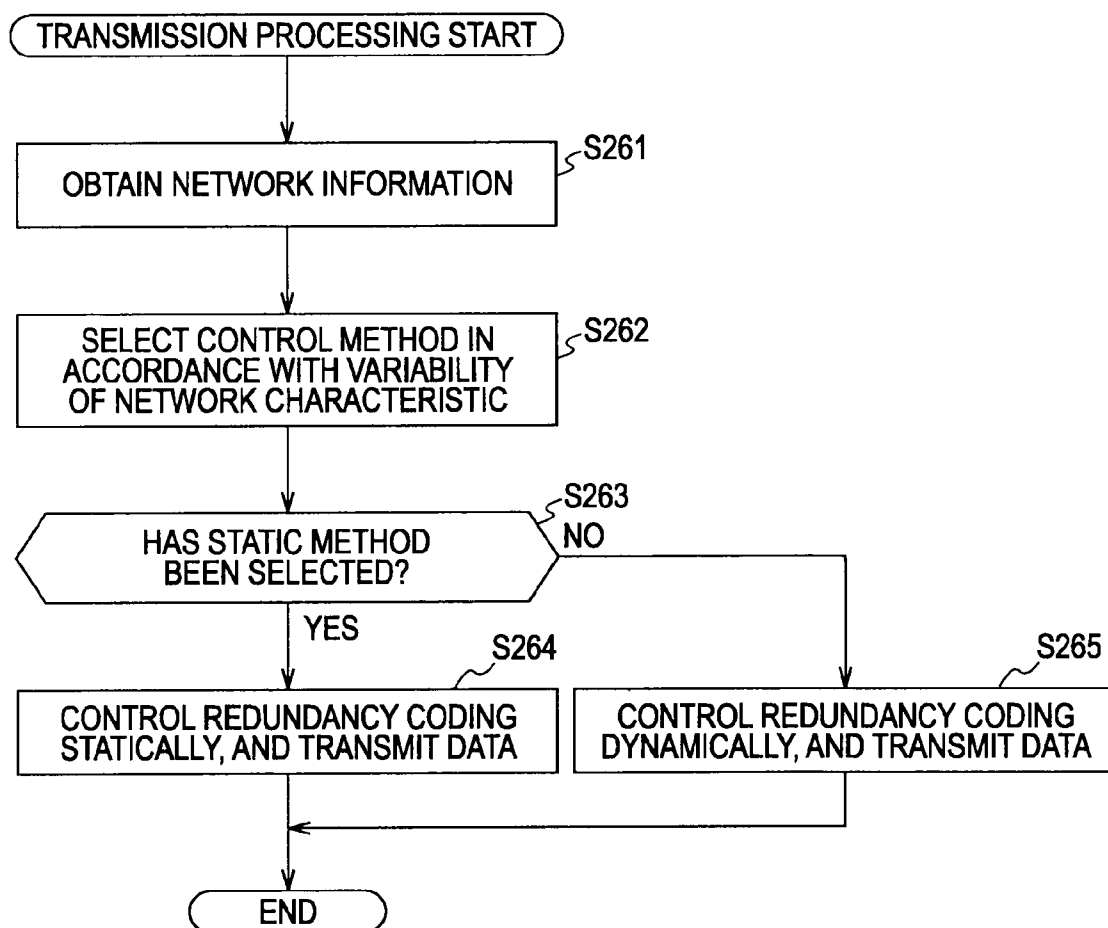 TRANSMISSION PROCESSING START
S261
OBTAIN NETWORK INFORMATION
S262
SELECT CONTROL METHOD IN
ACCORDANCE WITH VARIABILITY
OF NETWORK CHARACTERISTIC
S263
HAS STATIC METHOD
BEEN SELECTED?
NO
YES
S264
CONTROL REDUNDANCY CODING
STATICALLY, AND TRANSMIT DATA
S265
CONTROL REDUNDANCY CODING
DYNAMICALLY, AND TRANSMIT DATA
END